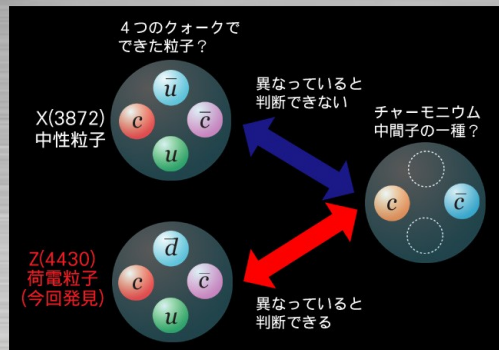 ４つのクォークで
できた粒子？
X(3872)
中性粒子
u̅
c
c̅
u
異なっていると
判断できない
チャーモニウム
中間子の一種？
c
c̅
Z(4430)
荷電粒子
(今回発見)
d̅
c
c̅
u
異なっていると
判断できる